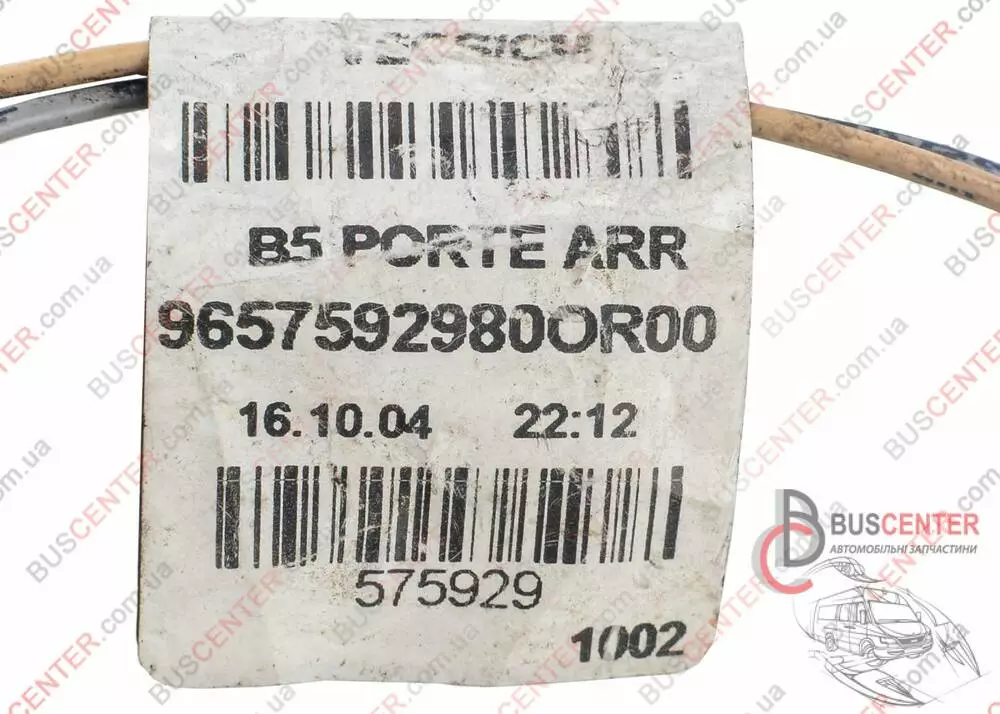 B5 PORTE ARR
9657592980OR00
16.10.04 22:12
575929
1002
BUSCENTER
АВТОМОБІЛЬНІ ЗАПЧАСТИНИ
BUSCENTER.com.ua